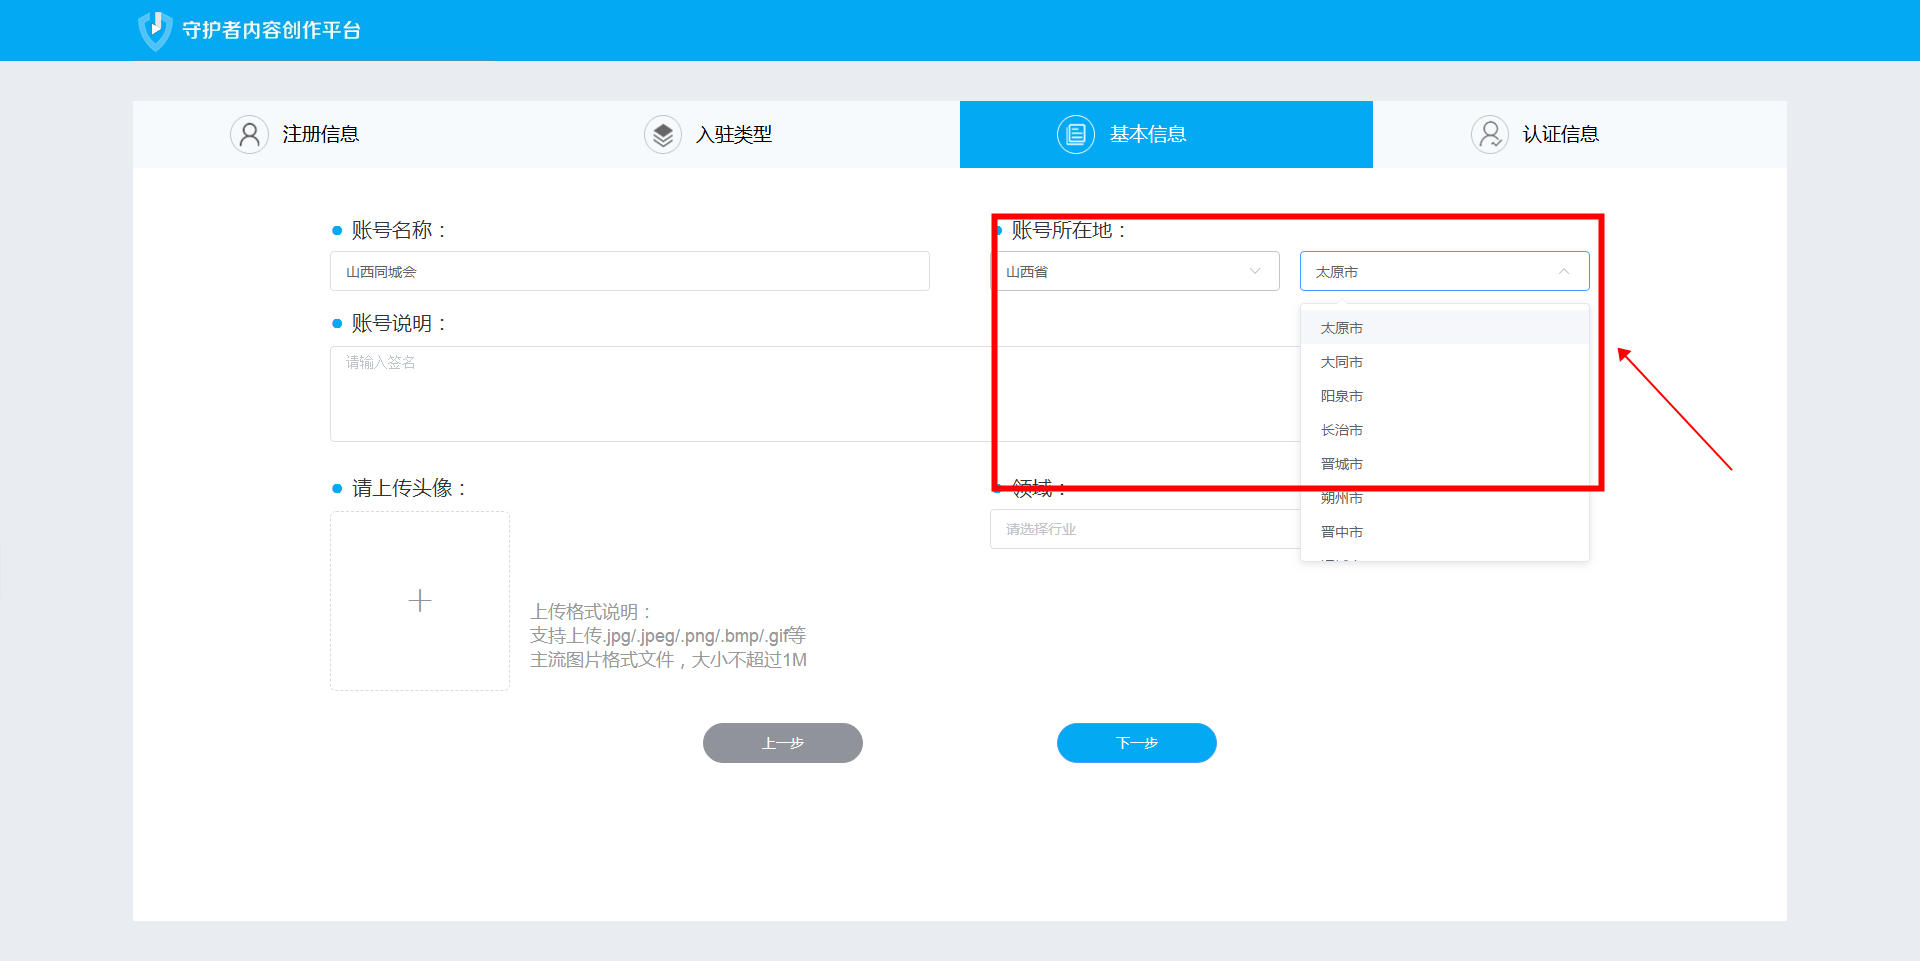 守护者内容创作平台
注册信息
入驻类型
基本信息
认证信息
账号名称：
账号所在地：
山西同城会
山西省
太原市
账号说明：
请输入签名
太原市
大同市
阳泉市
长治市
晋城市
朔州市
晋中市
请上传头像：
领域：
请选择行业
上传格式说明：
支持上传.jpg/.jpeg/.png/.bmp/.gif等
主流图片格式文件，大小不超过1M
上一步
下一步